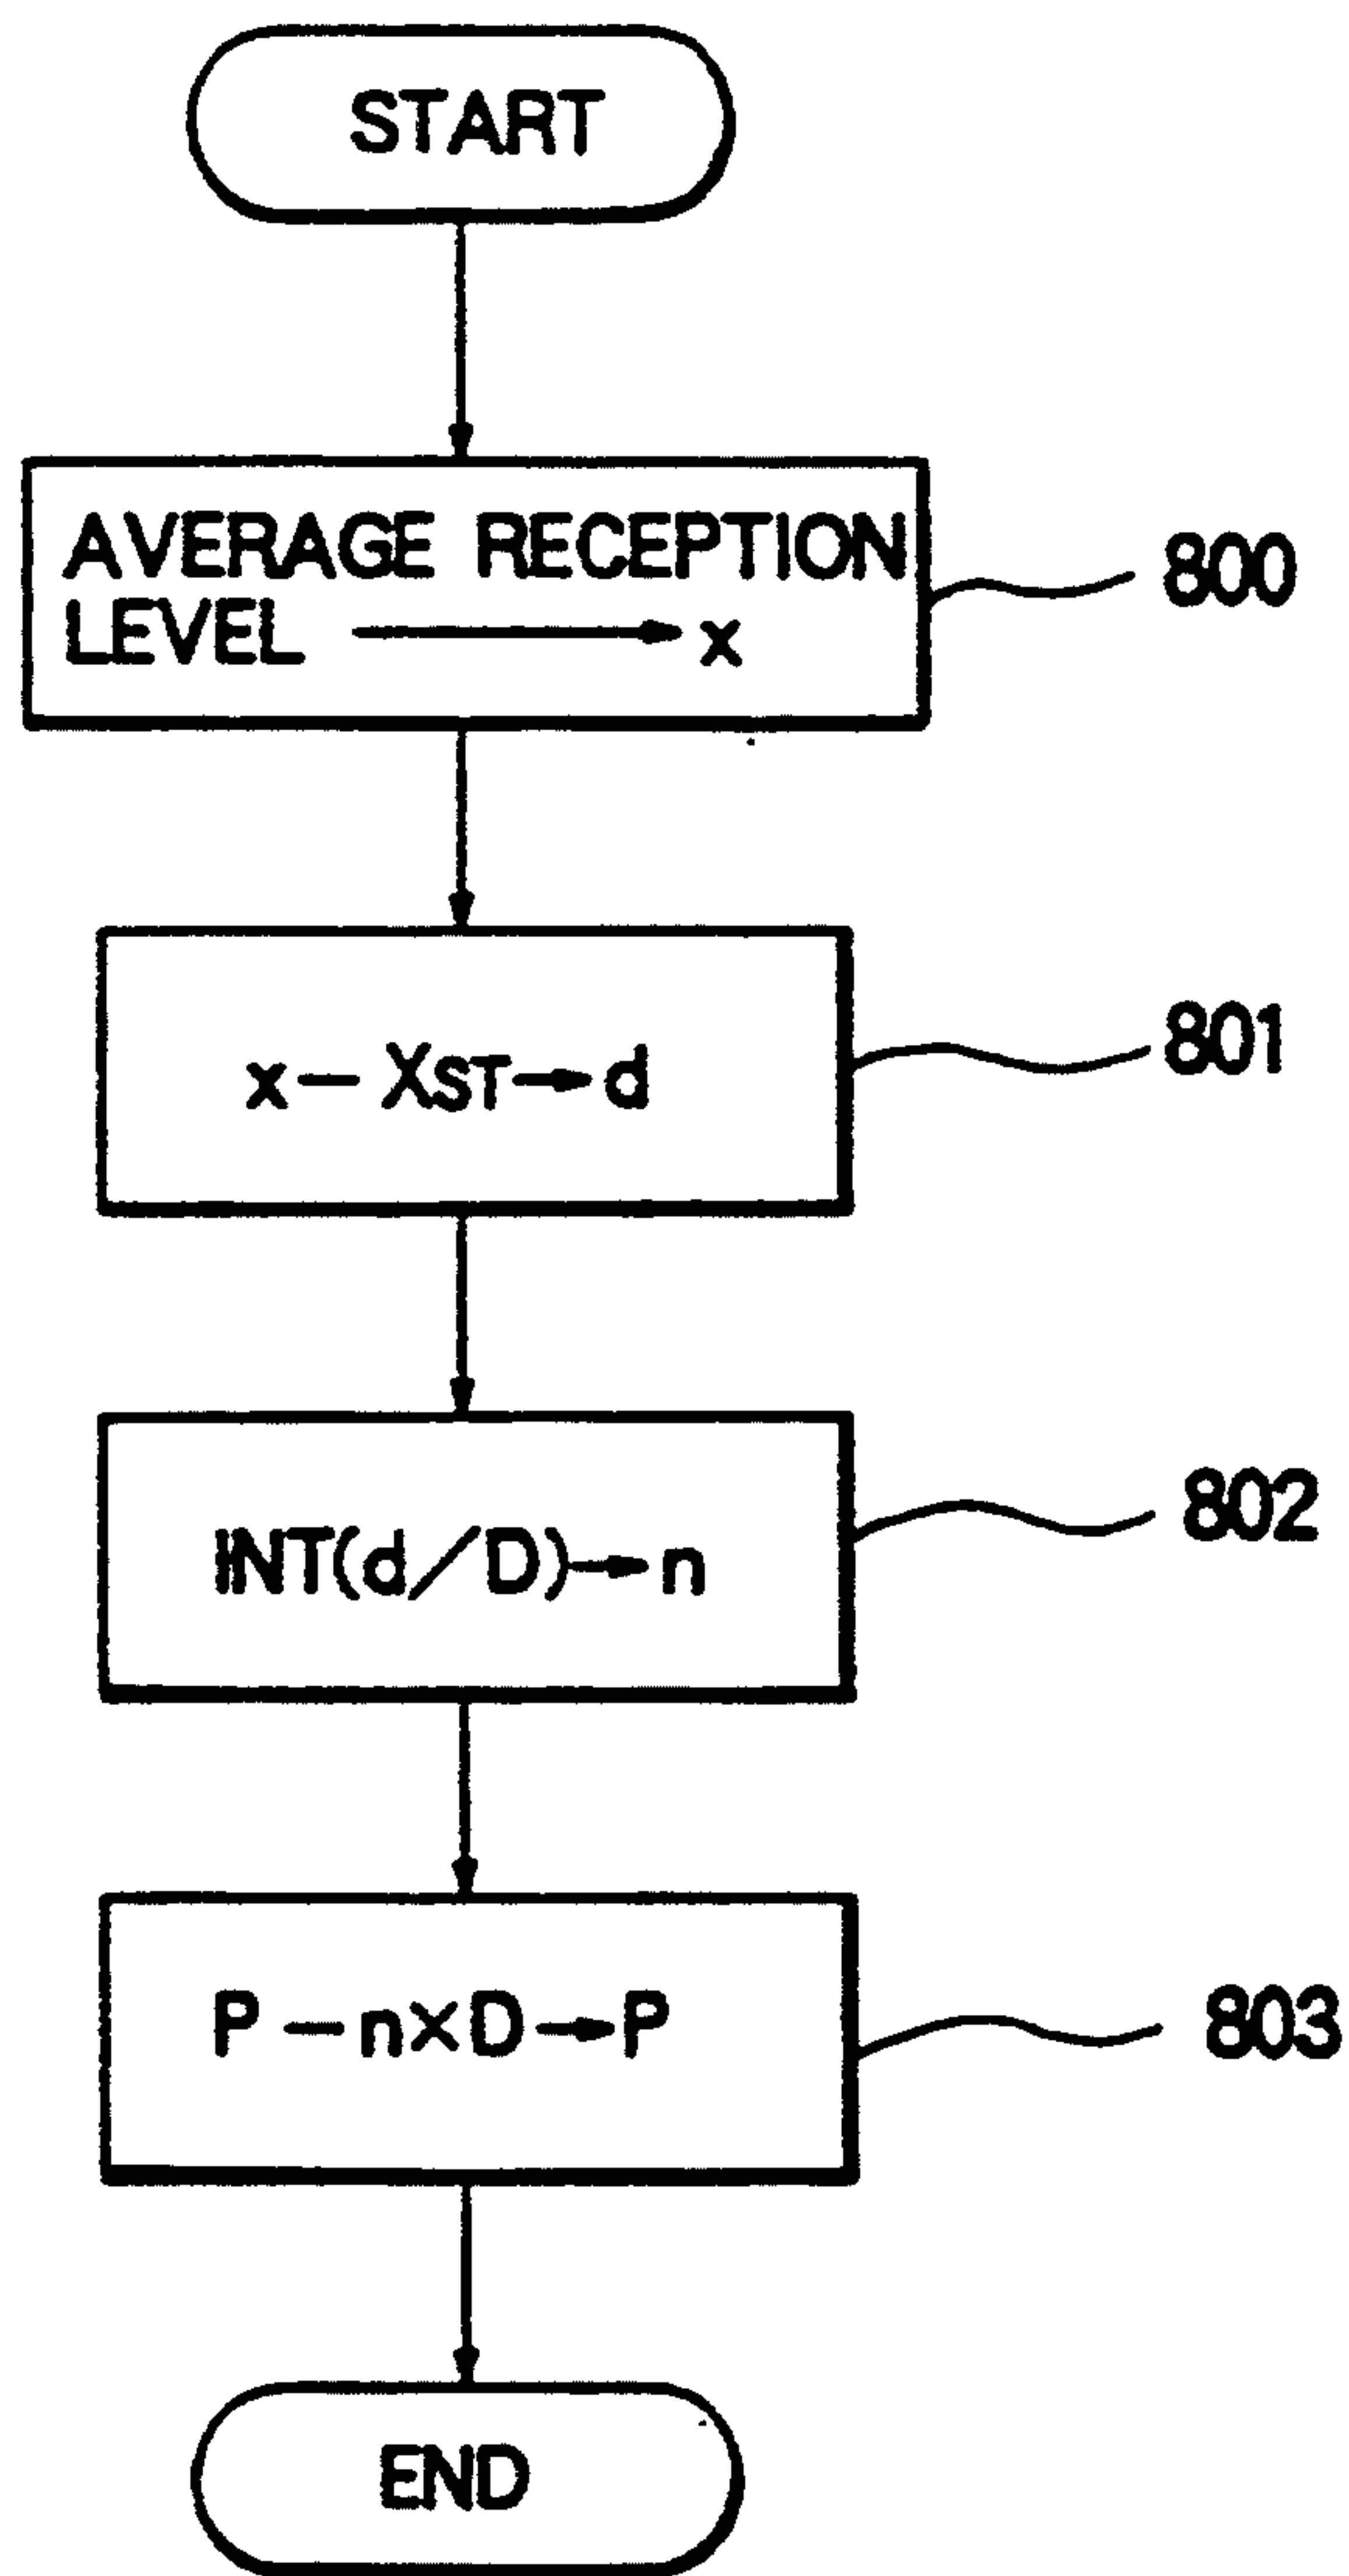 START
AVERAGE RECEPTION
LEVEL → x
800
x − XST → d
801
INT(d/D) → n
802
P − n×D → P
803
END